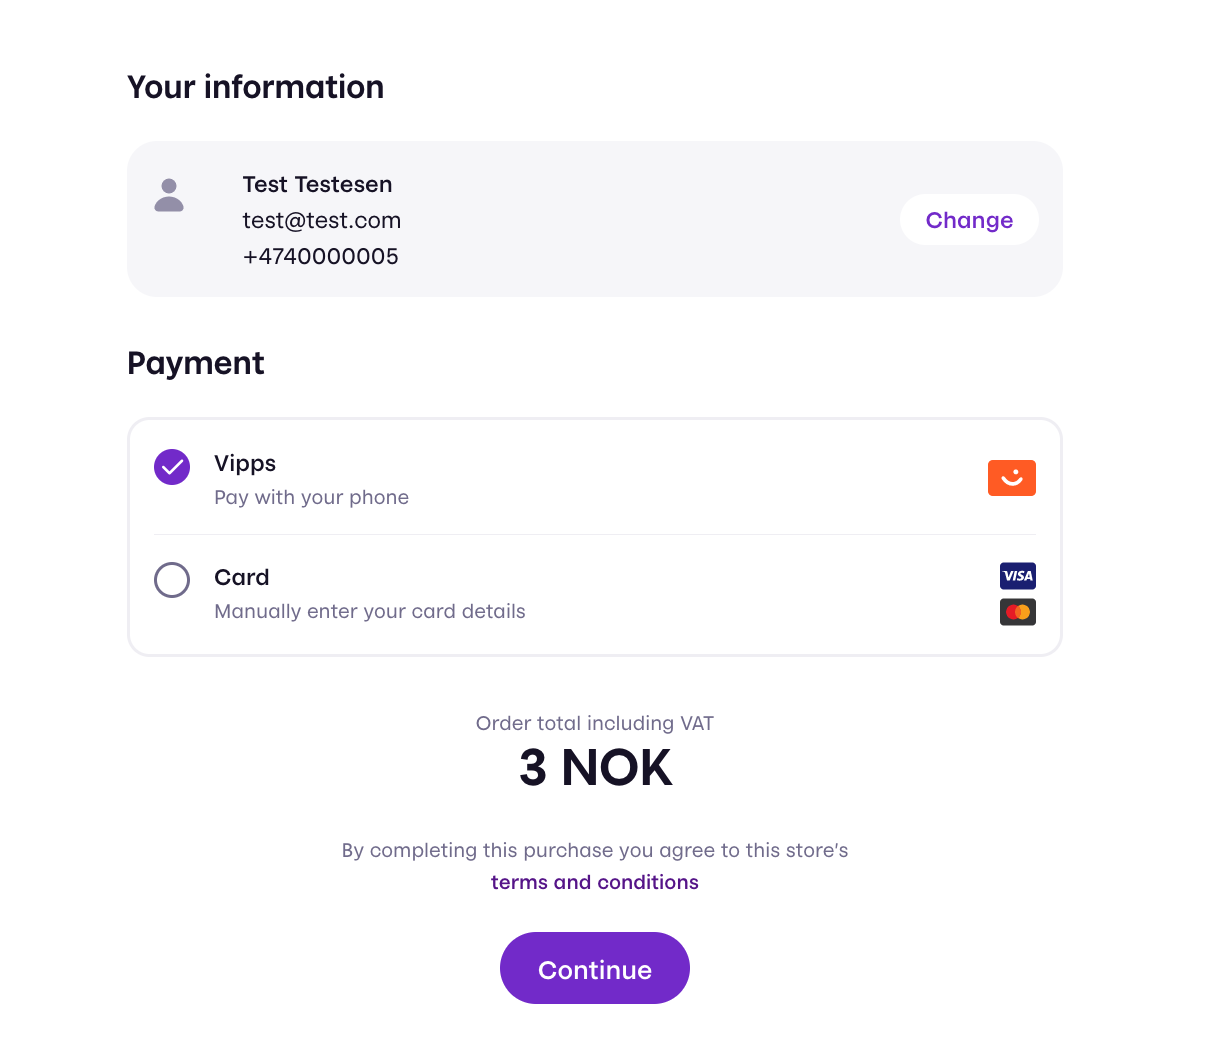 Your information
Test Testesen
test@test.com
+4740000005
Change
Payment
Vipps
Pay with your phone
Card
Manually enter your card details
VISA
Order total including VAT
3 NOK
By completing this purchase you agree to this store's
terms and conditions
Continue